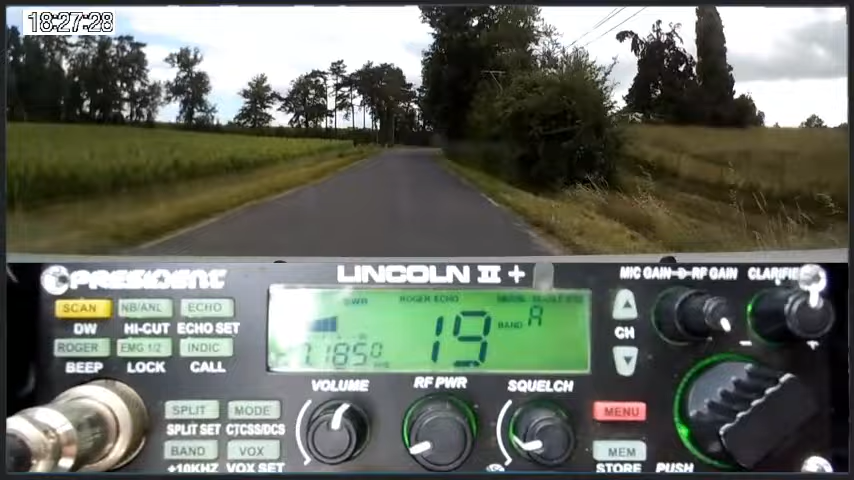 18:27:28
PRESIDENT
LINCOLN II +
MIC GAIN RF GAIN CLARIFIER
SCAN NB/ANL ECHO
DW HI-CUT ECHO SET
ROGER EMG 1/2 INDIC
BEEP LOCK CALL
SWR ROGER ECHO
19 BAND A
7.1850
CH
VOLUME RF PWR SQUELCH
SPLIT MODE
SPLIT SET CTCSS/DCS
BAND VOX
+10KHZ VOX SET
MENU
MEM
STORE PUSH
- +